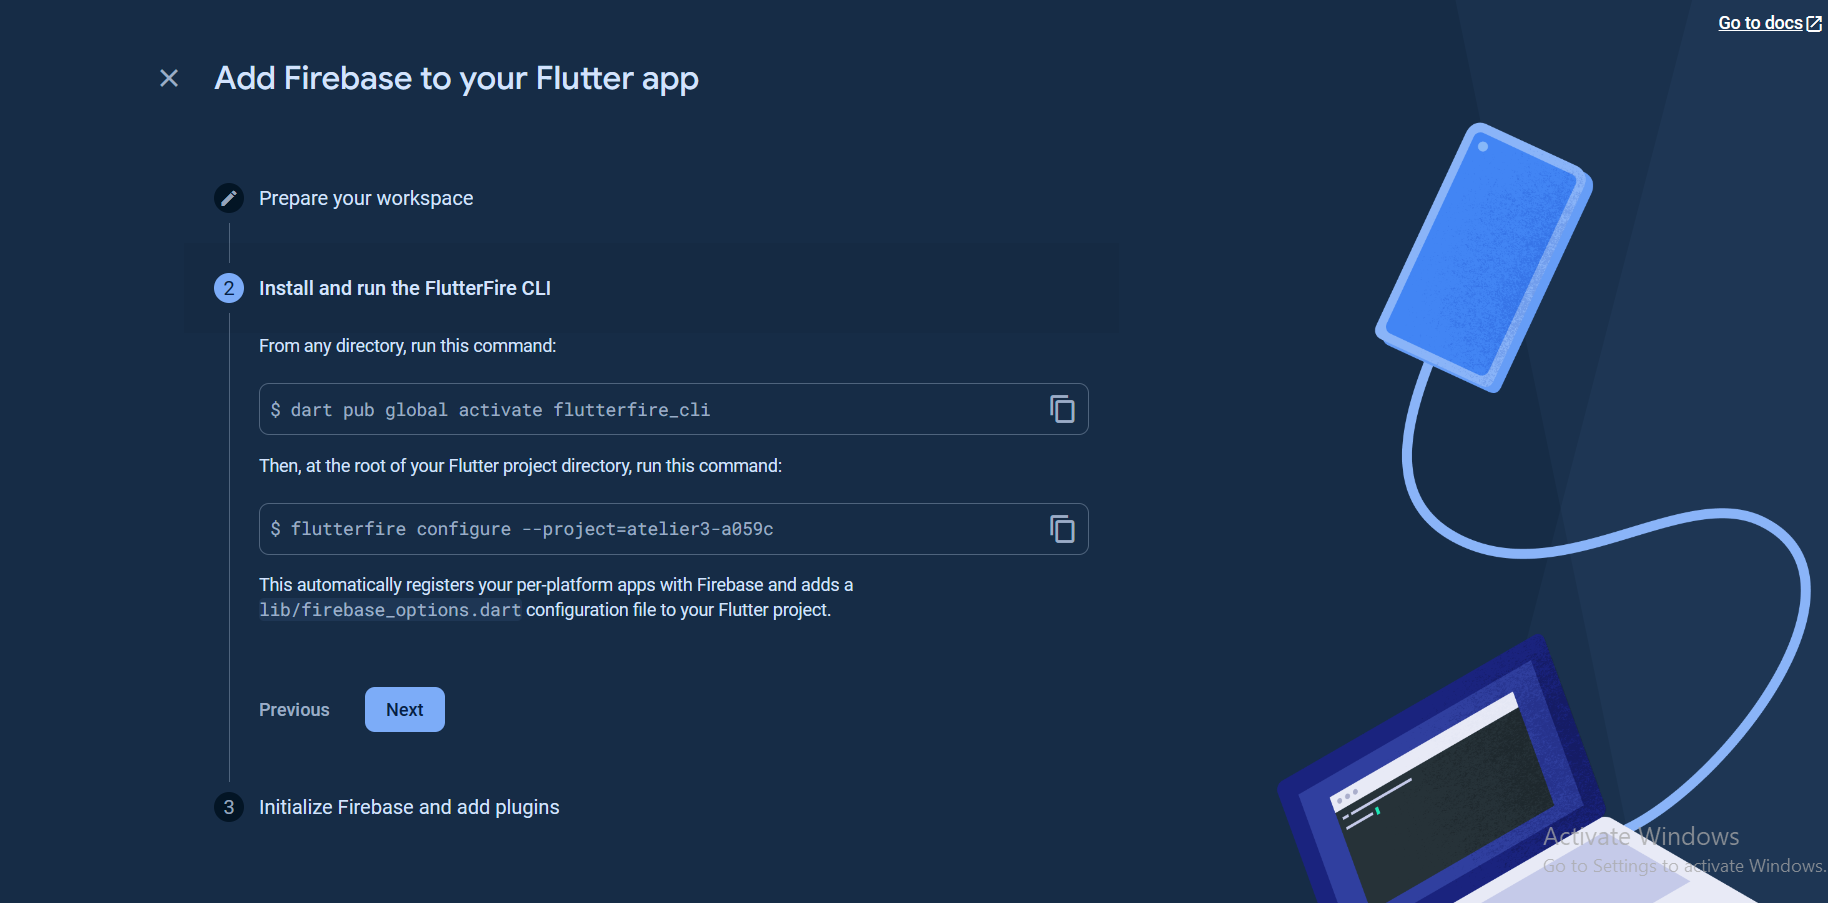 Go to docs
Add Firebase to your Flutter app
Prepare your workspace
2 Install and run the FlutterFire CLI
From any directory, run this command:
$ dart pub global activate flutterfire_cli
Then, at the root of your Flutter project directory, run this command:
$ flutterfire configure --project=atelier3-a059c
This automatically registers your per-platform apps with Firebase and adds a
lib/firebase_options.dart configuration file to your Flutter project.
Previous Next
3 Initialize Firebase and add plugins
Activate Windows
Go to Settings to activate Windows.